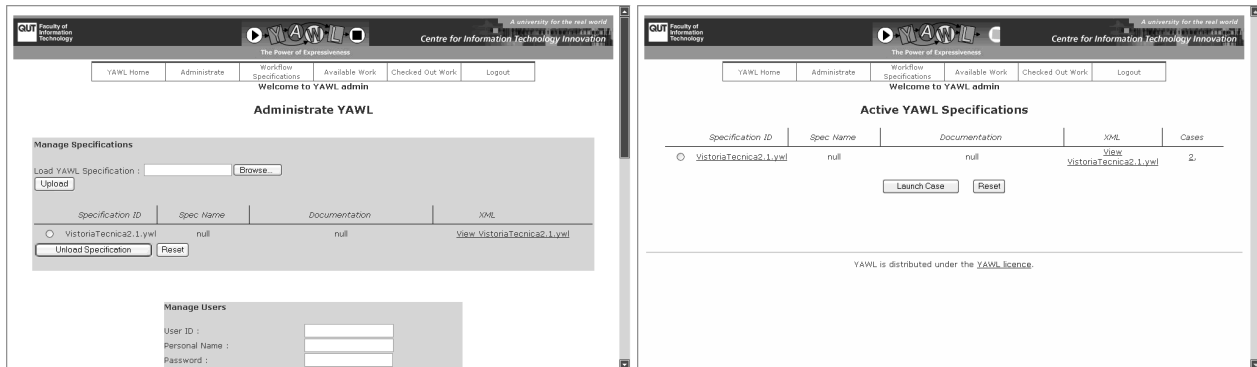 QUT Faculty of
Information
Technology
YAWL
The Power of Expressiveness
A university for the real world
Centre for Information Technology Innovation
YAWL Home
Administrate
Workflow
Specifications
Available Work
Checked Out Work
Logout
Welcome to YAWL admin
Administrate YAWL
Manage Specifications
Load YAWL Specification :
Browse...
Upload
Specification ID
Spec Name
Documentation
XML
VistoriaTecnica2.1.ywl
null
null
View VistoriaTecnica2.1.ywl
Unload Specification
Reset
Manage Users
User ID :
Personal Name :
Password :
QUT Faculty of
Information
Technology
YAWL
The Power of Expressiveness
A university for the real world
Centre for Information Technology Innovation
YAWL Home
Administrate
Workflow
Specifications
Available Work
Checked Out Work
Logout
Welcome to YAWL admin
Active YAWL Specifications
Specification ID
Spec Name
Documentation
XML
Cases
VistoriaTecnica2.1.ywl
null
null
View
VistoriaTecnica2.1.ywl
2,
Launch Case
Reset
YAWL is distributed under the YAWL licence.